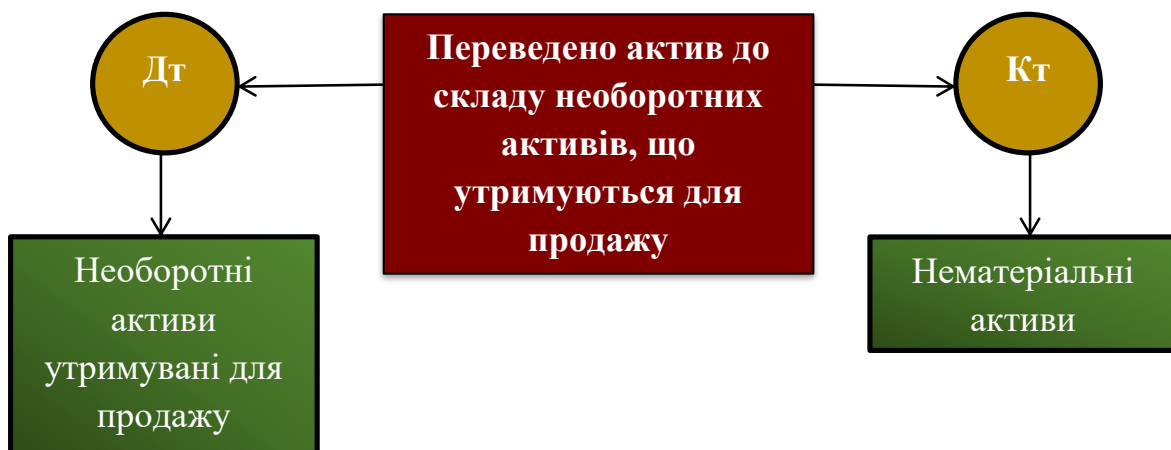 Дт
Переведено актив до
складу необоротних
активів, що
утримуються для
продажу
Кт
Необоротні
активи
утримувані для
продажу
Нематеріальні
активи